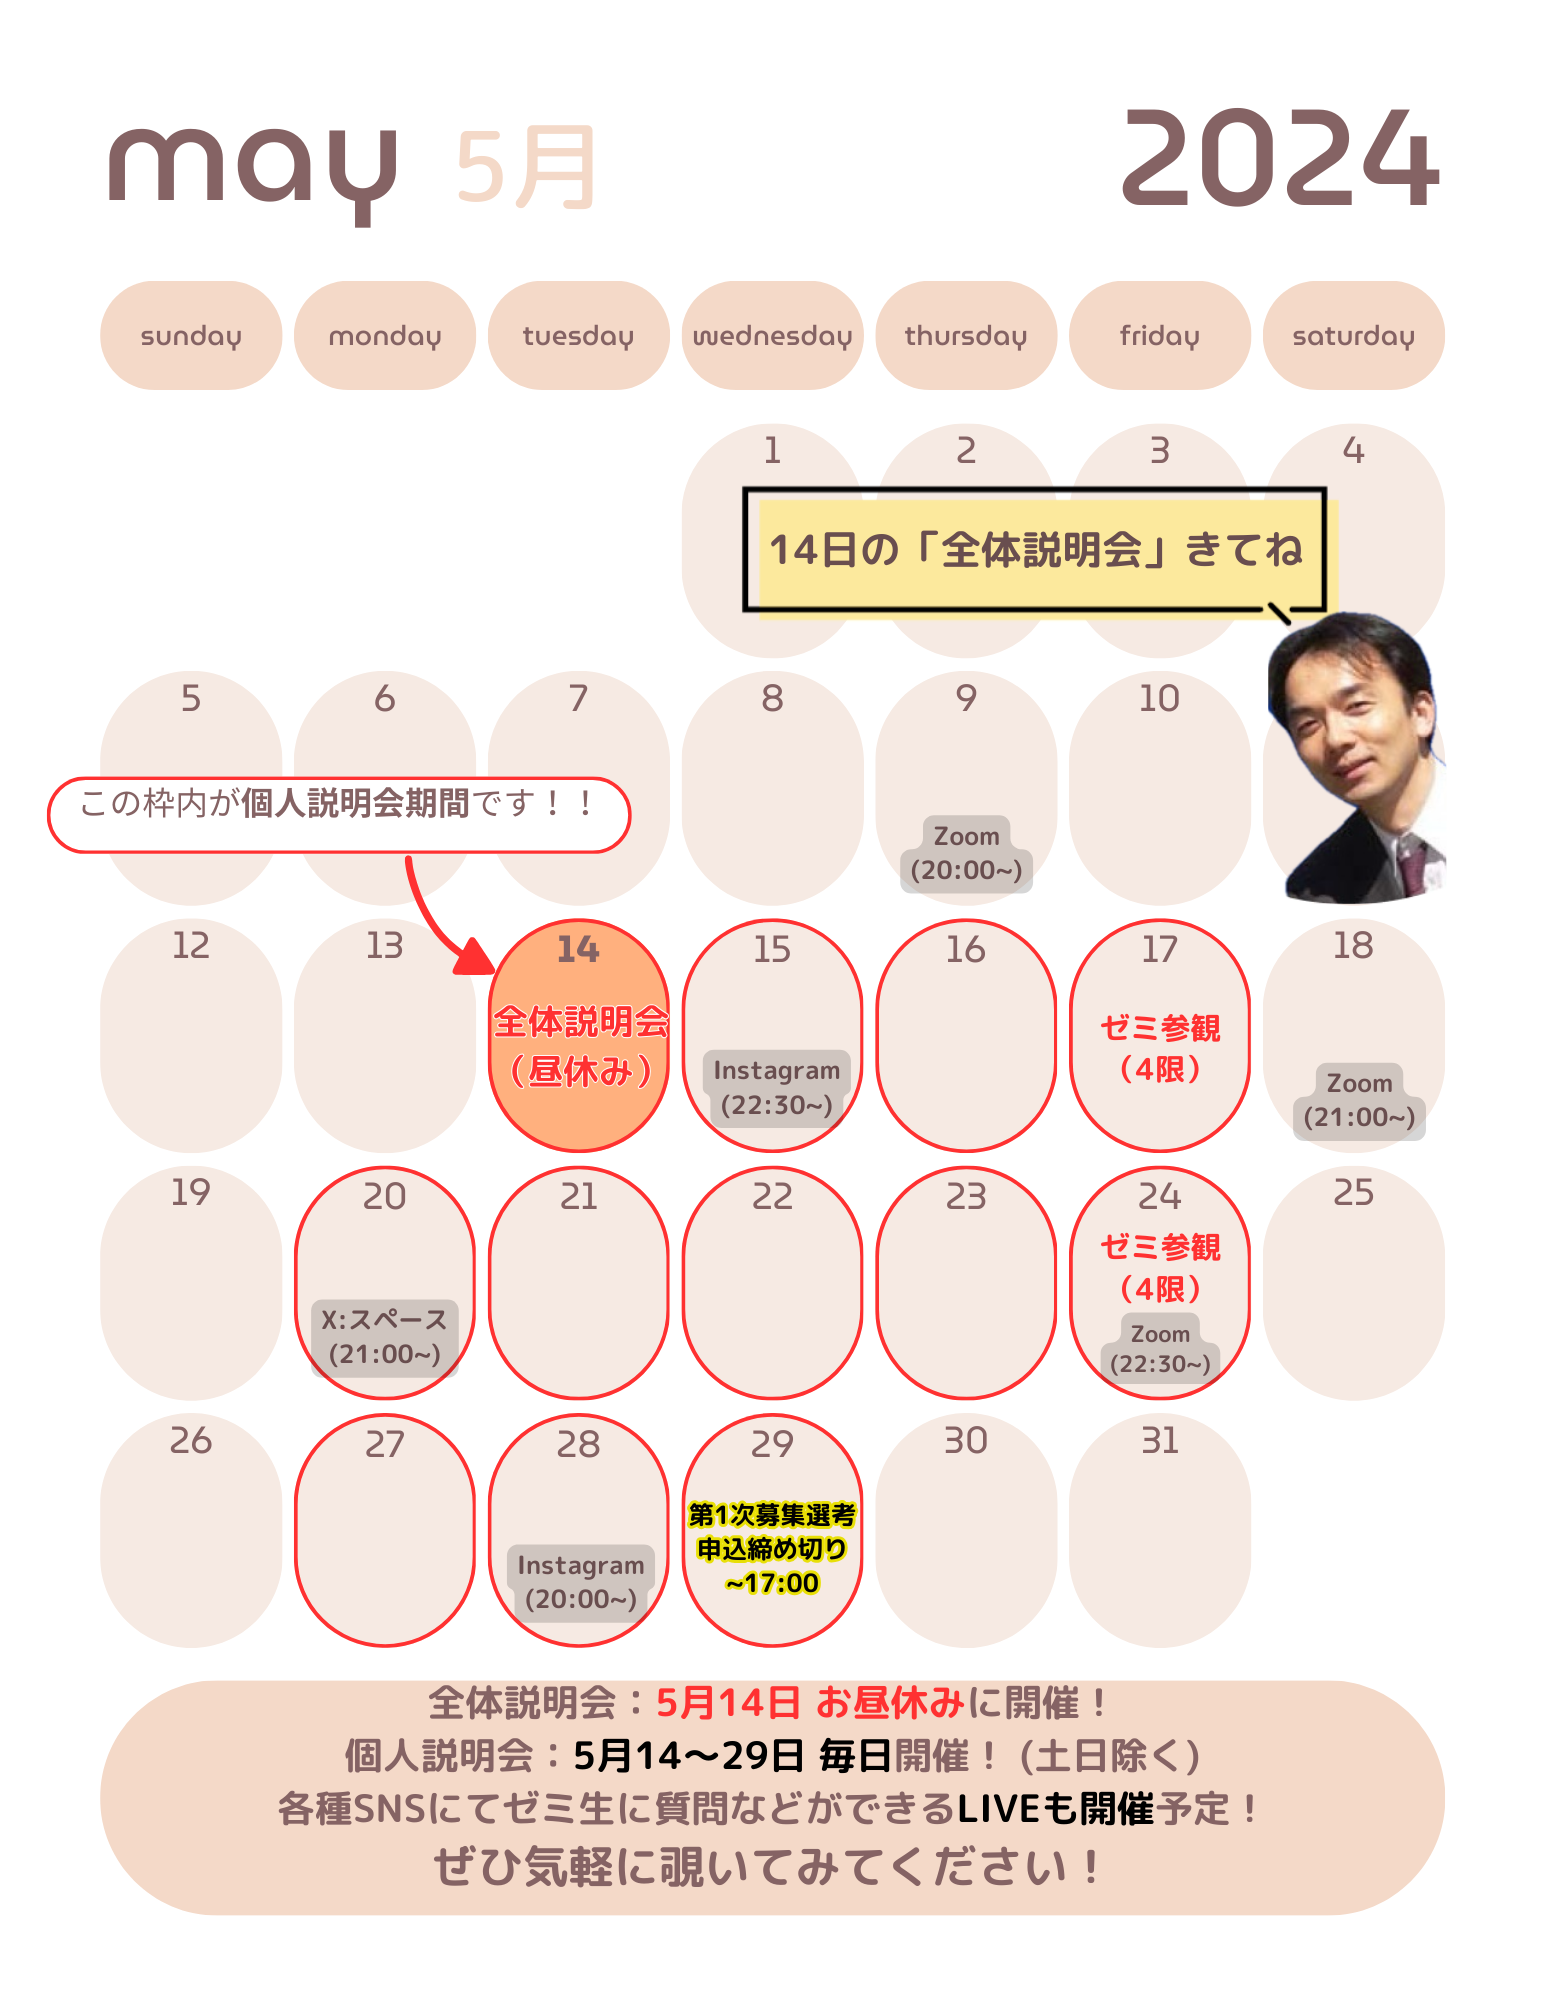 may 5月 2024
sunday monday tuesday wednesday thursday friday saturday
1 2 3 4
14日の「全体説明会」きてね
5 6 7 8 9 10
この枠内が個人説明会期間です！！
Zoom
(20:00~)
12 13 14 15 16 17 18
全体説明会
（昼休み）
Instagram
(22:30~)
ゼミ参観
（4限）
Zoom
(21:00~)
19 20 21 22 23 24 25
X:スペース
(21:00~)
ゼミ参観
（4限）
Zoom
(22:30~)
26 27 28 29 30 31
Instagram
(20:00~)
第1次募集選考
申込締め切り
~17:00
全体説明会：5月14日 お昼休みに開催！
個人説明会：5月14〜29日 毎日開催！ (土日除く)
各種SNSにてゼミ生に質問などができるLIVEも開催予定！
ぜひ気軽に覗いてみてください！